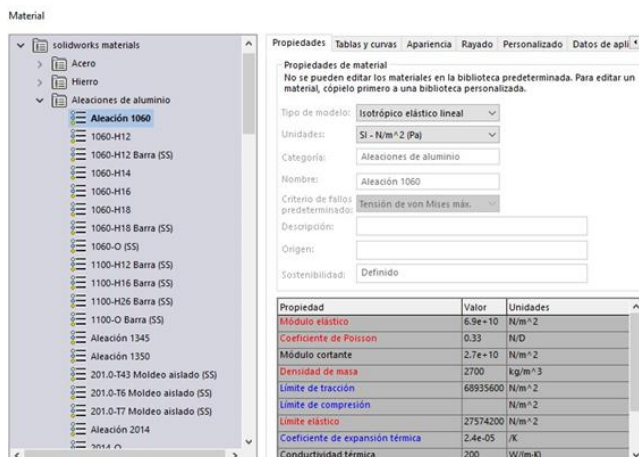 Material
solidworks materials
Acero
Hierro
Aleaciones de aluminio
Aleación 1060
1060-H12
1060-H12 Barra (SS)
1060-H14
1060-H16
1060-H18
1060-H18 Barra (SS)
1060-O (SS)
1100-H12 Barra (SS)
1100-H16 Barra (SS)
1100-H26 Barra (SS)
1100-O Barra (SS)
Aleación 1345
Aleación 1350
201.0-T43 Moldeo aislado (SS)
201.0-T6 Moldeo aislado (SS)
201.0-T7 Moldeo aislado (SS)
Aleación 2014
2014-O
Propiedades Tablas y curvas Apariencia Rayado Personalizado Datos de apli
Propiedades de material
No se pueden editar los materiales en la biblioteca predeterminada. Para editar un
material, cópielo primero a una biblioteca personalizada.
Tipo de modelo: Isotrópico elástico lineal
Unidades: SI - N/m^2 (Pa)
Categoría: Aleaciones de aluminio
Nombre: Aleación 1060
Criterio de fallos
predeterminado: Tensión de von Mises máx.
Descripción:
Origen:
Sostenibilidad: Definido
Propiedad Valor Unidades
Módulo elástico 6.9e+10 N/m^2
Coeficiente de Poisson 0.33 N/D
Módulo cortante 2.7e+10 N/m^2
Densidad de masa 2700 kg/m^3
Límite de tracción 68935600 N/m^2
Límite de compresión N/m^2
Límite elástico 27574200 N/m^2
Coeficiente de expansión térmica 2.4e-05 /K
Conductividad térmica 200 W/(m·K)